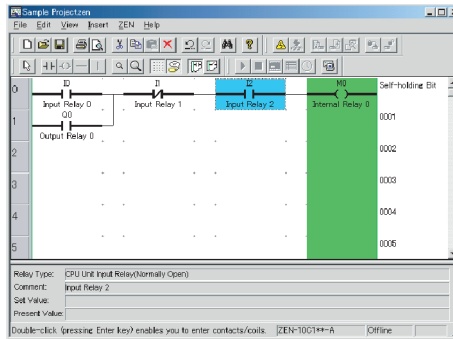 Sample Project.zen
File Edit View Insert ZEN Help
0 I0 I1 I2 M0 Self-holding Bit
Input Relay 0 Input Relay 1 Input Relay 2 Internal Relay 0
1 Q0 0001
Output Relay 0
2 0002
3 0003
4 0004
5 0005
Relay Type: CPU Unit Input Relay(Normally Open)
Comment: Input Relay 2
Set Value:
Present Value:
Double-click (pressing Enter key) enables you to enter contacts/coils. ZEN-10C1**-A Offline